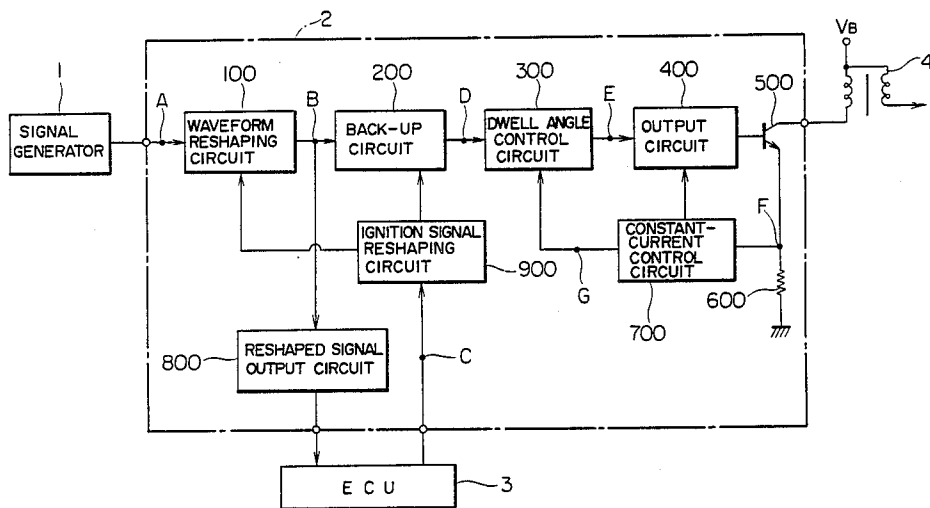 2
VB
4
1
100
200
300
400
500
A
B
D
E
SIGNAL
GENERATOR
WAVEFORM
RESHAPING
CIRCUIT
BACK-UP
CIRCUIT
DWELL ANGLE
CONTROL
CIRCUIT
OUTPUT
CIRCUIT
F
IGNITION SIGNAL
RESHAPING
CIRCUIT
900
G
CONSTANT-
CURRENT
CONTROL
CIRCUIT
700
600
800
RESHAPED SIGNAL
OUTPUT CIRCUIT
C
ECU
3